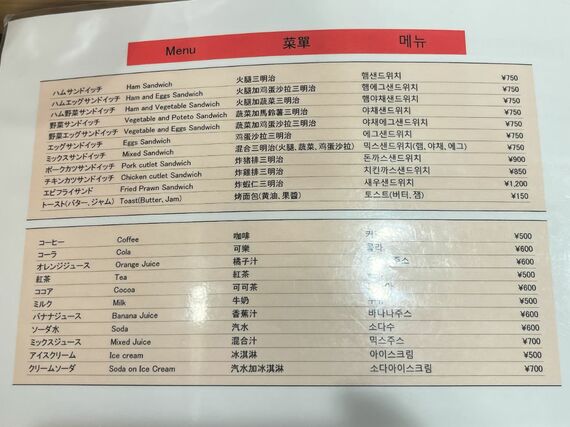 Menu 菜單 메뉴
ハムサンドイッチ Ham Sandwich 火腿三明治 햄샌드위치 ¥750
ハムエッグサンドイッチ Ham and Eggs Sandwich 火腿加鸡蛋沙拉三明治 햄에그샌드위치 ¥750
ハム野菜サンドイッチ Ham and Vegetable Sandwich 火腿加蔬菜三明治 햄야채샌드위치 ¥750
野菜サンドイッチ Vegetable and Poteto Sandwich 蔬菜加馬鈴薯三明治 야채샌드위치 ¥750
野菜エッグサンドイッチ Vegetable and Eggs Sandwich 蔬菜加鸡蛋沙拉三明治 야채에그샌드위치 ¥750
エッグサンドイッチ Eggs Sandwich 鸡蛋沙拉三明治 에그샌드위치 ¥750
ミックスサンドイッチ Mixed Sandwich 混合三明治(火腿,蔬菜,鸡蛋沙拉) 믹스샌드위치(햄, 야채, 에그) ¥750
ポークカツサンドイッチ Pork cutlet Sandwich 炸猪排三明治 돈까스샌드위치 ¥900
チキンカツサンドイッチ Chicken cutlet Sandwich 炸雞排三明治 치킨까스샌드위치 ¥850
エビフライサンド Fried Prawn Sandwich 炸蝦仁三明治 새우샌드위치 ¥1,200
トースト(バター、ジャム) Toast(Butter、Jam) 烤面包(黄油、果醬) 토스트(버터、잼) ¥150
コーヒー Coffee 咖啡 ¥500
コーラ Cola 可樂 콜라 ¥600
オレンジジュース Orange Juice 橘子汁 ¥600
紅茶 Tea 紅茶 ¥500
ココア Cocoa 可可茶 ¥600
ミルク Milk 牛奶 ¥500
バナナジュース Banana Juice 香蕉汁 바나나주스 ¥600
ソーダ水 Soda 汽水 소다수 ¥600
ミックスジュース Mixed Juice 混合汁 믹스주스 ¥700
アイスクリーム Ice cream 冰淇淋 아이스크림 ¥500
クリームソーダ Soda on Ice Cream 汽水加冰淇淋 소다아이스크림 ¥700